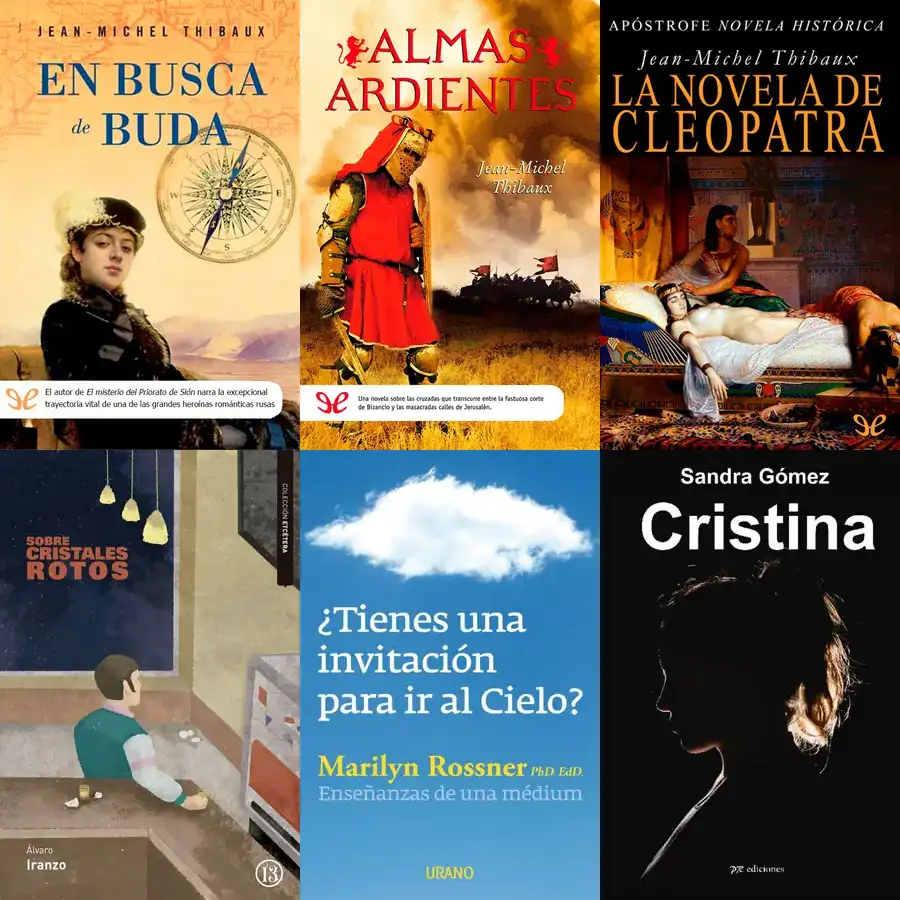 JEAN-MICHEL THIBAUX
EN BUSCA
de BUDA
N
E
S
W
El autor de El misterio del Priorato de Sión narra la excepcional
trayectoria vital de una de las grandes heroínas románticas rusas
ALMAS
ARDIENTES
Jean-Michel
Thibaux
Una novela sobre las cruzadas que transcurre entre la fastuosa corte
de Bizancio y las masacradas calles de Jerusalén.
APÓSTROFE NOVELA HISTÓRICA
Jean-Michel Thibaux
LA NOVELA DE
CLEOPATRA
COLECCIÓN ETCÉTERA
SOBRE
CRISTALES
ROTOS
Álvaro
Iranzo
13
¿Tienes una
invitación
para ir al Cielo?
Marilyn Rossner PhD. EdD.
Enseñanzas de una médium
URANO
Sandra Gómez
Cristina
ediciones